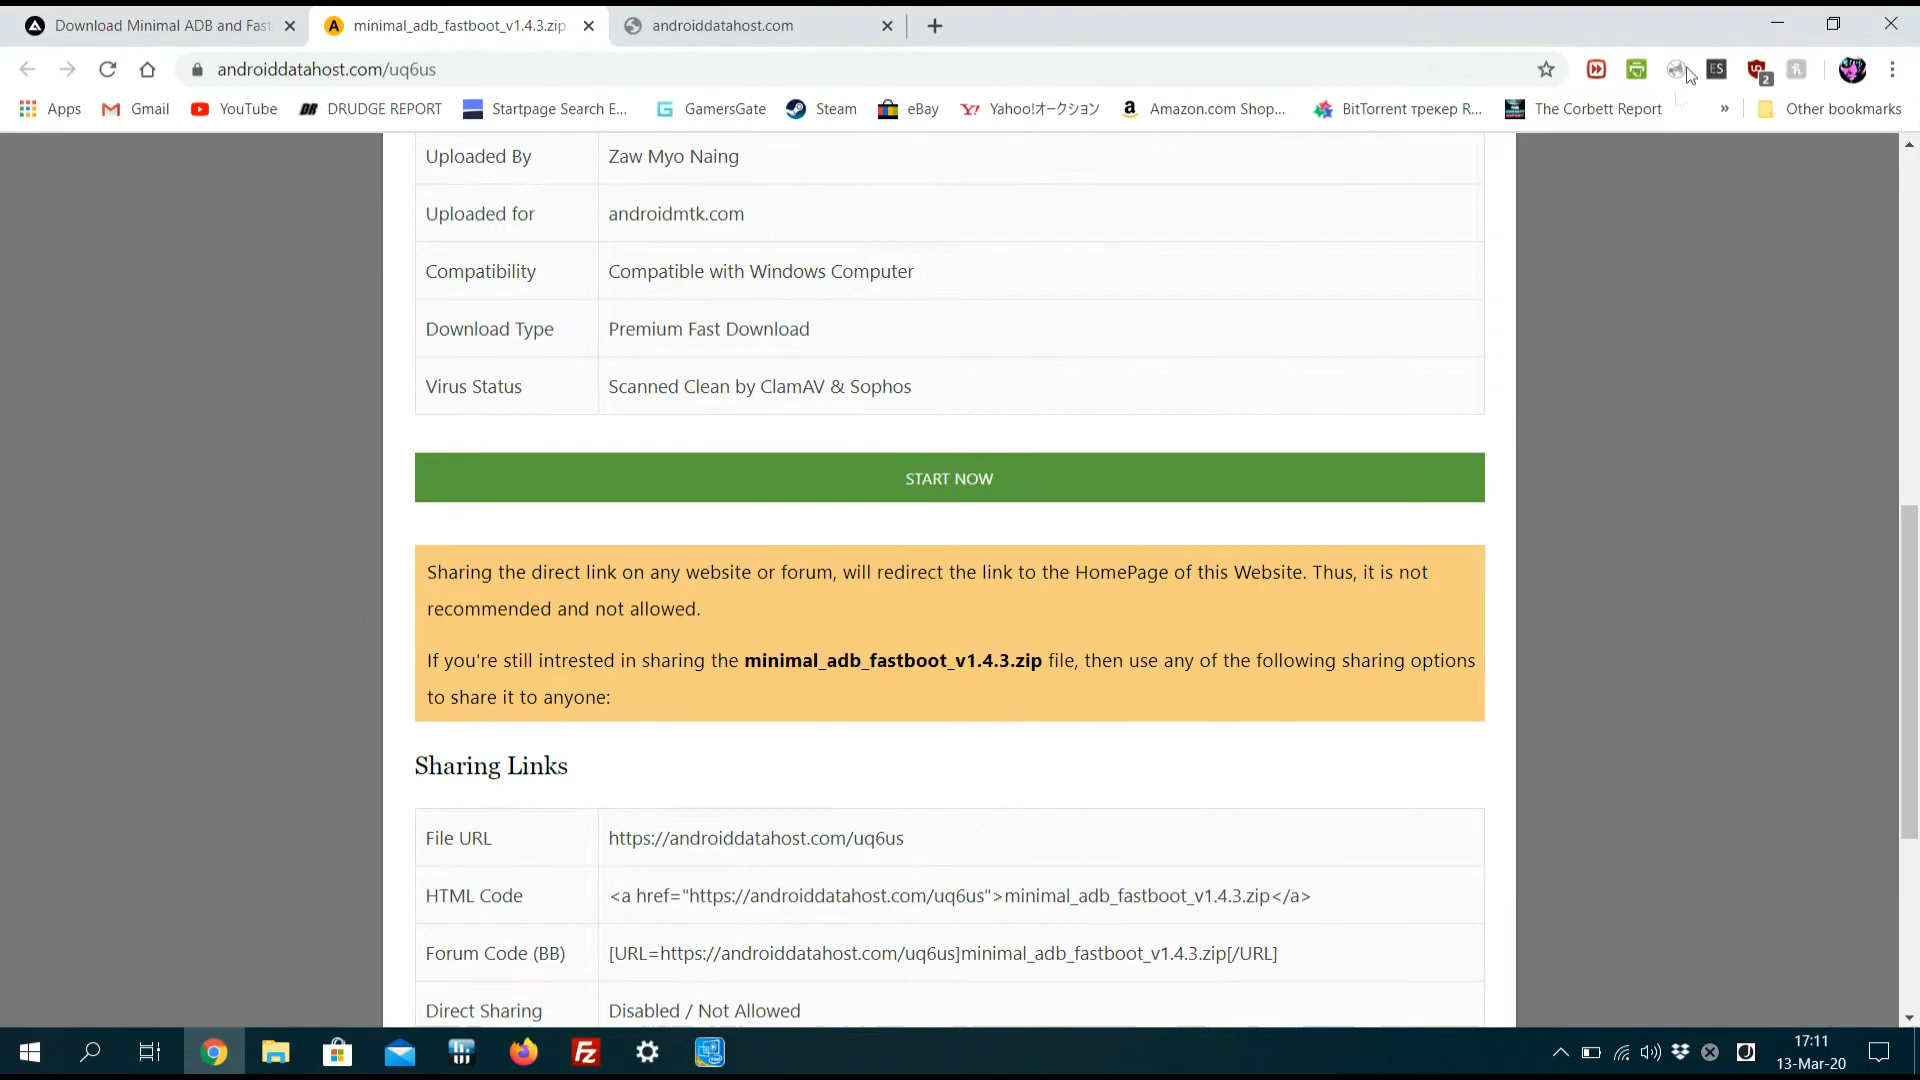 Download Minimal ADB and Fast
minimal_adb_fastboot_v1.4.3.zip
androiddatahost.com
androiddatahost.com/uq6us
ES
2
Apps
Gmail
YouTube
DR
DRUDGE REPORT
Startpage Search E...
GamersGate
Steam
eBay
Yahoo!オークション
Amazon.com Shop...
BitTorrent трекер R...
The Corbett Report
»
Other bookmarks
Uploaded By
Zaw Myo Naing
Uploaded for
androidmtk.com
Compatibility
Compatible with Windows Computer
Download Type
Premium Fast Download
Virus Status
Scanned Clean by ClamAV & Sophos
START NOW
Sharing the direct link on any website or forum, will redirect the link to the HomePage of this Website. Thus, it is not
recommended and not allowed.
If you're still intrested in sharing the minimal_adb_fastboot_v1.4.3.zip file, then use any of the following sharing options
to share it to anyone:
Sharing Links
File URL
https://androiddatahost.com/uq6us
HTML Code
<a href="https://androiddatahost.com/uq6us">minimal_adb_fastboot_v1.4.3.zip</a>
Forum Code (BB)
[URL=https://androiddatahost.com/uq6us]minimal_adb_fastboot_v1.4.3.zip[/URL]
Direct Sharing
Disabled / Not Allowed
17:11
13-Mar-20